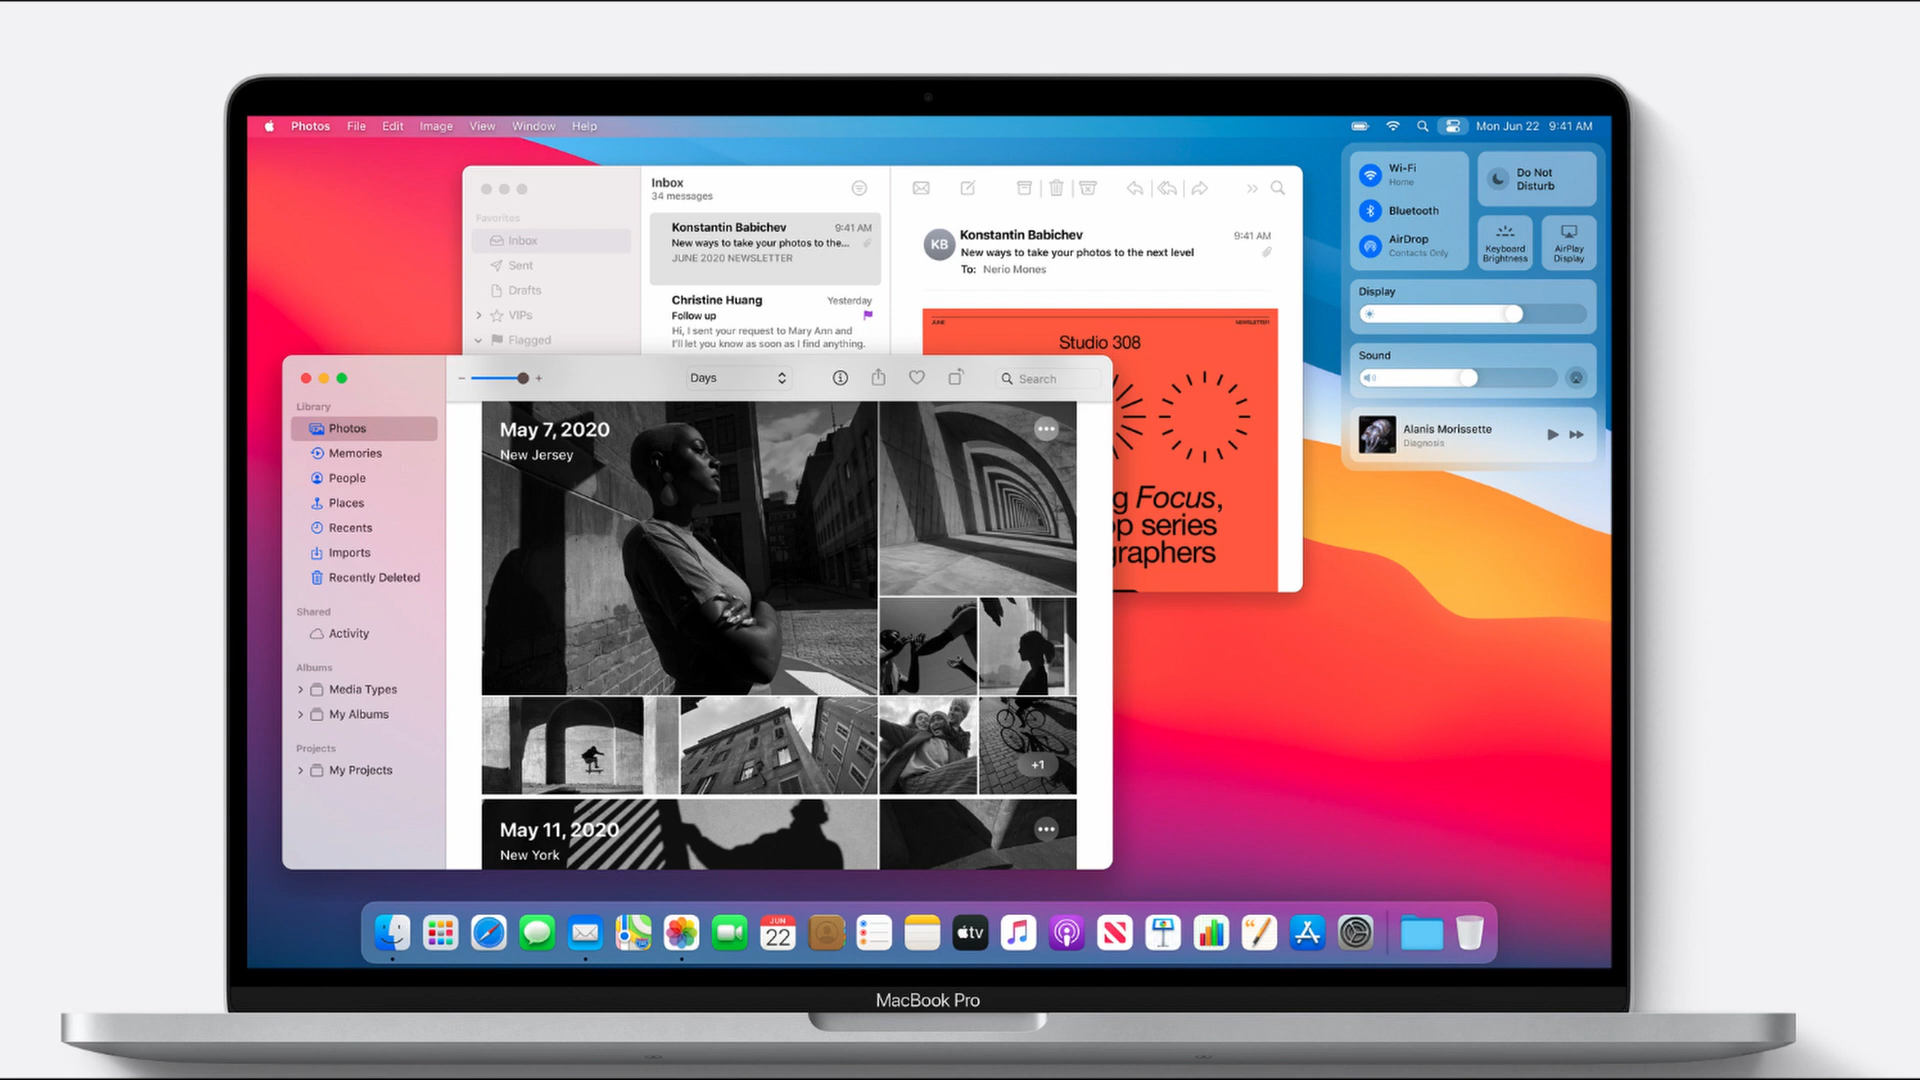 Photos File Edit Image View Window Help
Mon Jun 22 9:41 AM
Favorites
Inbox
Sent
Drafts
VIPs
Flagged
Inbox
34 messages
Konstantin Babichev 9:41 AM
New ways to take your photos to the...
JUNE 2020 NEWSLETTER
Christine Huang Yesterday
Follow up
Hi, I sent your request to Mary Ann and
I'll let you know as soon as I find anything.
KB
Konstantin Babichev 9:41 AM
New ways to take your photos to the next level
To: Nerio Mones
JUNE NEWSLETTER
Studio 308
g Focus,
op series
graphers
Wi-Fi
Home
Bluetooth
AirDrop
Contacts Only
Do Not
Disturb
Keyboard
Brightness
AirPlay
Display
Display
Sound
Alanis Morissette
Diagnosis
Days
Search
Library
Photos
Memories
People
Places
Recents
Imports
Recently Deleted
Shared
Activity
Albums
Media Types
My Albums
Projects
My Projects
May 7, 2020
New Jersey
+1
May 11, 2020
New York
JUN
22
tv
MacBook Pro